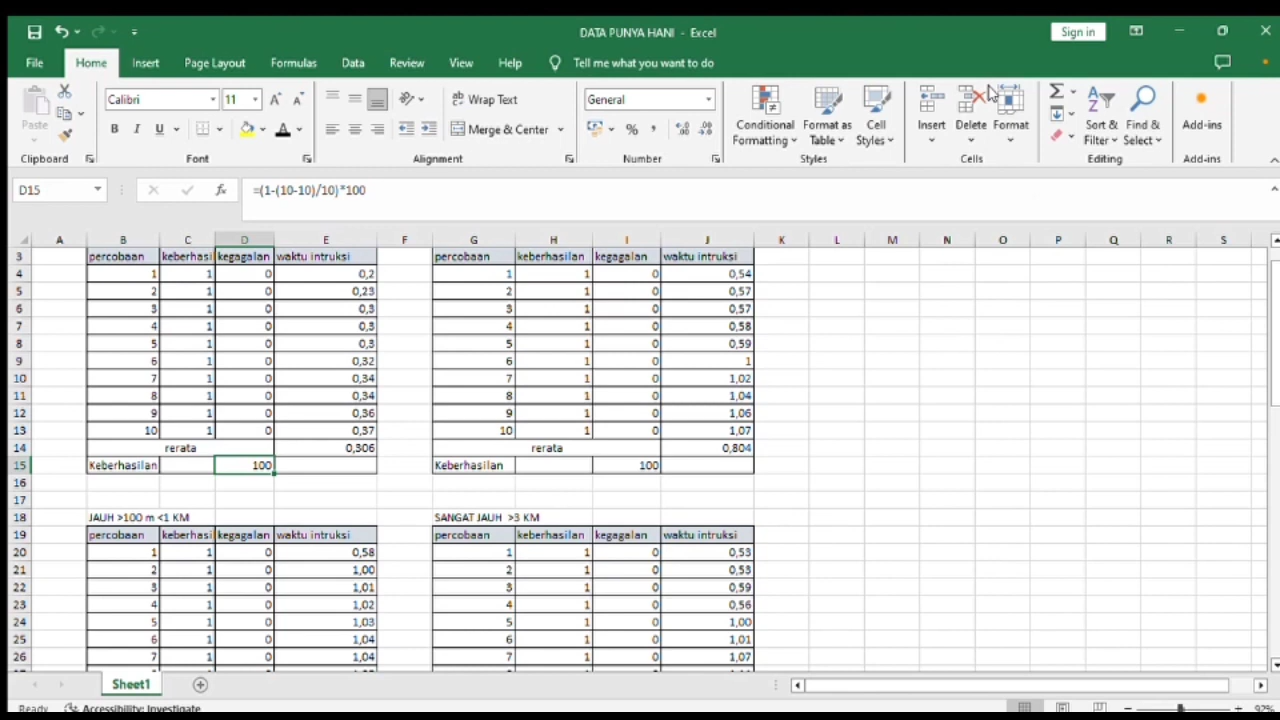 DATA PUNYA HANI - Excel
Sign in
File Home Insert Page Layout Formulas Data Review View Help Tell me what you want to do
Calibri 11 Wrap Text General
Paste B I U A Merge & Center % Conditional Formatting Format as Table Cell Styles Insert Delete Format Sort & Filter Find & Select Add-ins
Clipboard Font Alignment Number Styles Cells Editing Add-ins
D15 fx =(1-(10-10)/10)*100
A B C D E F G H I J K L M N O P Q R S
3 percobaan keberhasil kegagalan waktu intruksi percobaan keberhasilan kegagalan waktu intruksi
4 1 1 0 0,2 1 1 0 0,54
5 2 1 0 0,23 2 1 0 0,57
6 3 1 0 0,3 3 1 0 0,57
7 4 1 0 0,3 4 1 0 0,58
8 5 1 0 0,3 5 1 0 0,59
9 6 1 0 0,32 6 1 0 1
10 7 1 0 0,34 7 1 0 1,02
11 8 1 0 0,34 8 1 0 1,04
12 9 1 0 0,36 9 1 0 1,06
13 10 1 0 0,37 10 1 0 1,07
14 rerata 0,306 rerata 0,804
15 Keberhasilan 100 Keberhasilan 100
16
17
18 JAUH >100 m <1 KM SANGAT JAUH >3 KM
19 percobaan keberhasil kegagalan waktu intruksi percobaan keberhasilan kegagalan waktu intruksi
20 1 1 0 0,58 1 1 0 0,53
21 2 1 0 1,00 2 1 0 0,53
22 3 1 0 1,01 3 1 0 0,59
23 4 1 0 1,02 4 1 0 0,56
24 5 1 0 1,03 5 1 0 1,00
25 6 1 0 1,04 6 1 0 1,01
26 7 1 0 1,04 7 1 0 1,07
Sheet1
Ready Accessibility: Investigate 92%